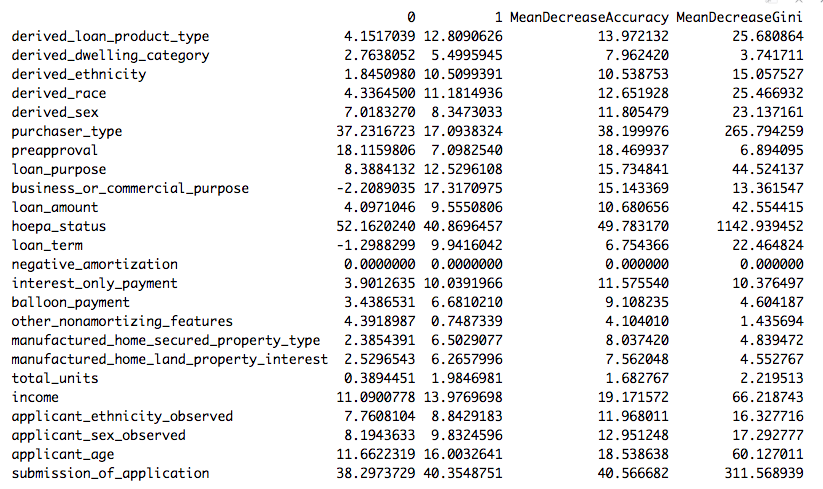 0 1 MeanDecreaseAccuracy MeanDecreaseGini
derived_loan_product_type 4.1517039 12.8090626 13.972132 25.680864
derived_dwelling_category 2.7638052 5.4995945 7.962420 3.741711
derived_ethnicity 1.8450980 10.5099391 10.538753 15.057527
derived_race 4.3364500 11.1814936 12.651928 25.466932
derived_sex 7.0183270 8.3473033 11.805479 23.137161
purchaser_type 37.2316723 17.0938324 38.199976 265.794259
preapproval 18.1159806 7.0982540 18.469937 6.894095
loan_purpose 8.3884132 12.5296108 15.734841 44.524137
business_or_commercial_purpose -2.2089035 17.3170975 15.143369 13.361547
loan_amount 4.0971046 9.5550806 10.680656 42.554415
hoepa_status 52.1620240 40.8696457 49.783170 1142.939452
loan_term -1.2988299 9.9416042 6.754366 22.464824
negative_amortization 0.0000000 0.0000000 0.000000 0.000000
interest_only_payment 3.9012635 10.0391966 11.575540 10.376497
balloon_payment 3.4386531 6.6810210 9.108235 4.604187
other_nonamortizing_features 4.3918987 0.7487339 4.104010 1.435694
manufactured_home_secured_property_type 2.3854391 6.5029077 8.037420 4.839472
manufactured_home_land_property_interest 2.5296543 6.2657996 7.562048 4.552767
total_units 0.3894451 1.9846981 1.682767 2.219513
income 11.0900778 13.9769698 19.171572 66.218743
applicant_ethnicity_observed 7.7608104 8.8429183 11.968011 16.327716
applicant_sex_observed 8.1943633 9.8324596 12.951248 17.292777
applicant_age 11.6622319 16.0032641 18.538638 60.127011
submission_of_application 38.2973729 40.3548751 40.566682 311.568939